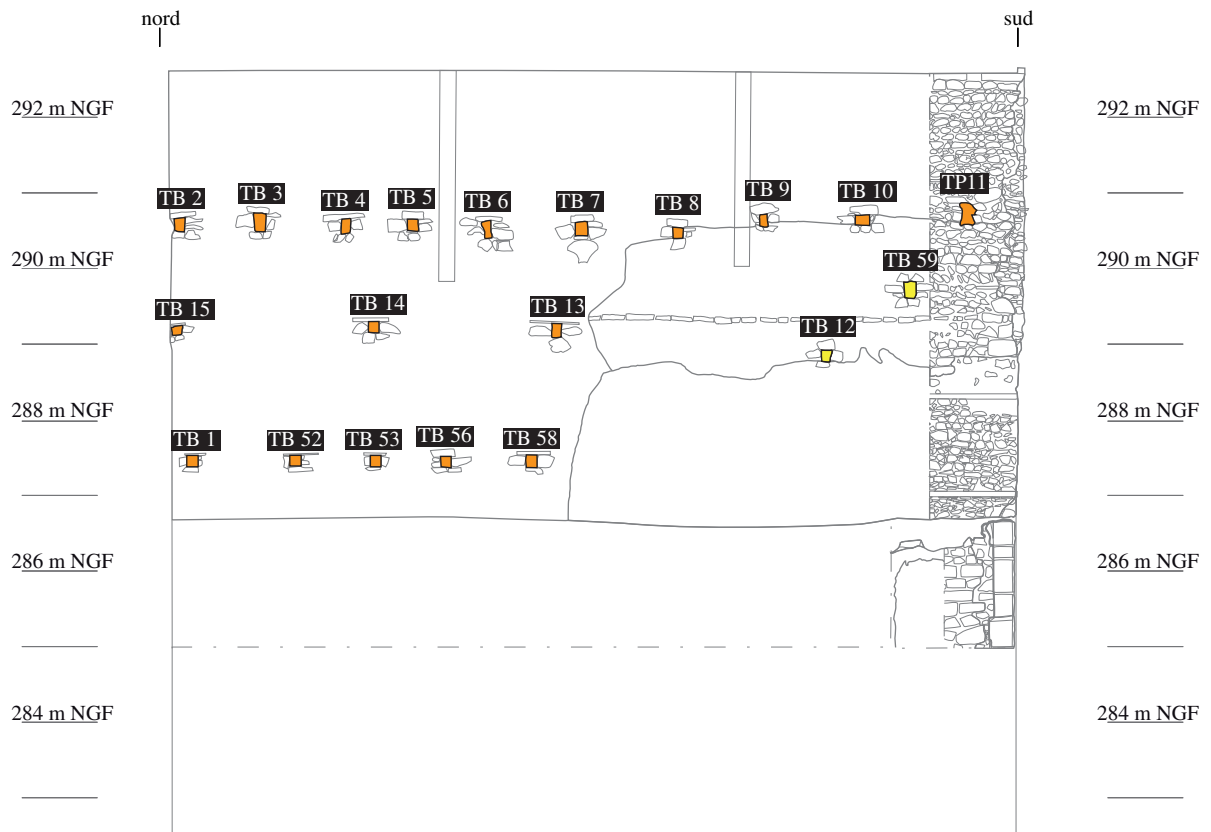 nord sud
292 m NGF 292 m NGF
TB 2 TB 3 TB 4 TB 5 TB 6 TB 7 TB 8 TB 9 TB 10 TP11
290 m NGF TB 59 290 m NGF
TB 15 TB 14 TB 13 TB 12
288 m NGF 288 m NGF
TB 1 TB 52 TB 53 TB 56 TB 58
286 m NGF 286 m NGF
284 m NGF 284 m NGF